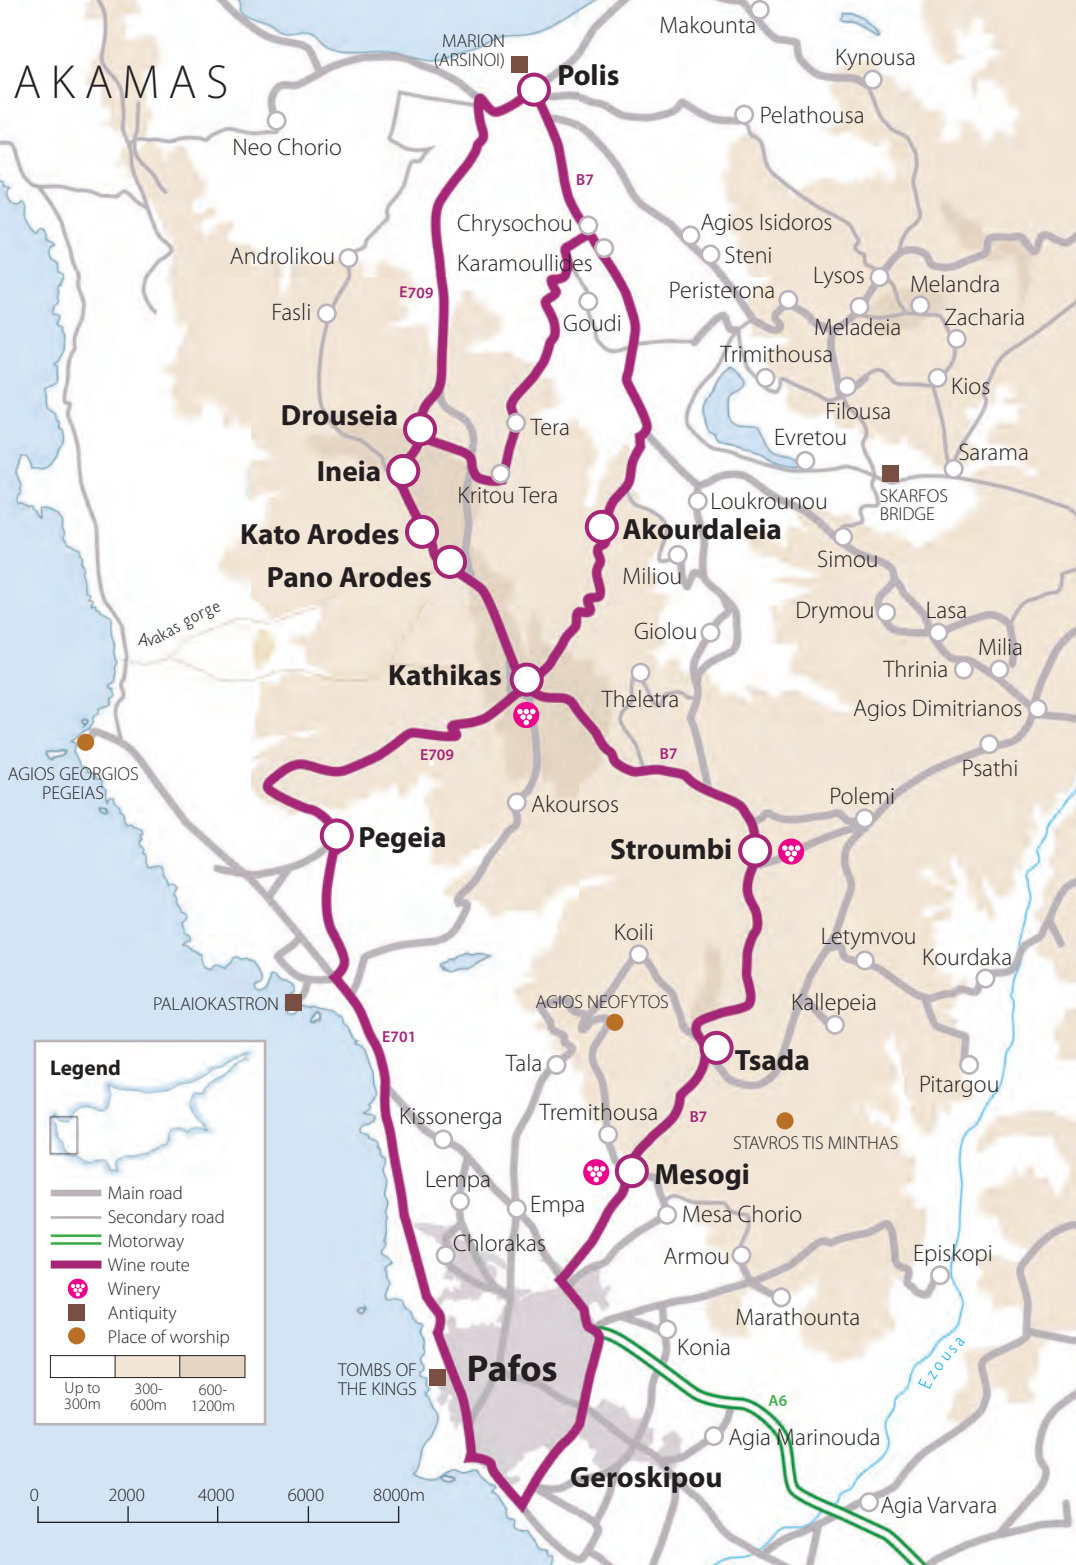 Makounta
MARION
(ARSINOI)
Polis
Kynousa
AKAMAS
Pelathousa
Neo Chorio
B7
Chrysochou
Agios Isidoros
Androlikou
Karamoullides
Steni
Lysos
Melandra
E709
Peristerona
Fasli
Goudi
Meladeia
Zacharia
Trimithousa
Kios
Drouseia
Filousa
Tera
Evretou
Ineia
Sarama
Kritou Tera
SKARFOS
BRIDGE
Loukrounou
Kato Arodes
Akourdaleia
Simou
Pano Arodes
Miliou
Avakas gorge
Drymou
Lasa
Giolou
Milia
Kathikas
Thrinia
Theletra
Agios Dimitrianos
E709
B7
AGIOS GEORGIOS
PEGEIAS
Psathi
Akoursos
Polemi
Pegeia
Stroumbi
Koili
Letymvou
Kourdaka
PALAIOKASTRON
AGIOS NEOFYTOS
Kallepeia
E701
Tala
Tsada
Pitargou
Kissonerga
Tremithousa
B7
STAVROS TIS MINTHAS
Lempa
Mesogi
Empa
Mesa Chorio
Chlorakas
Armou
Episkopi
Marathounta
Konia
Ezousa
TOMBS OF
THE KINGS
Pafos
A6
Agia Marinouda
Geroskipou
Agia Varvara
Legend
Main road
Secondary road
Motorway
Wine route
Winery
Antiquity
Place of worship
Up to
300m
300-
600m
600-
1200m
0 2000 4000 6000 8000m